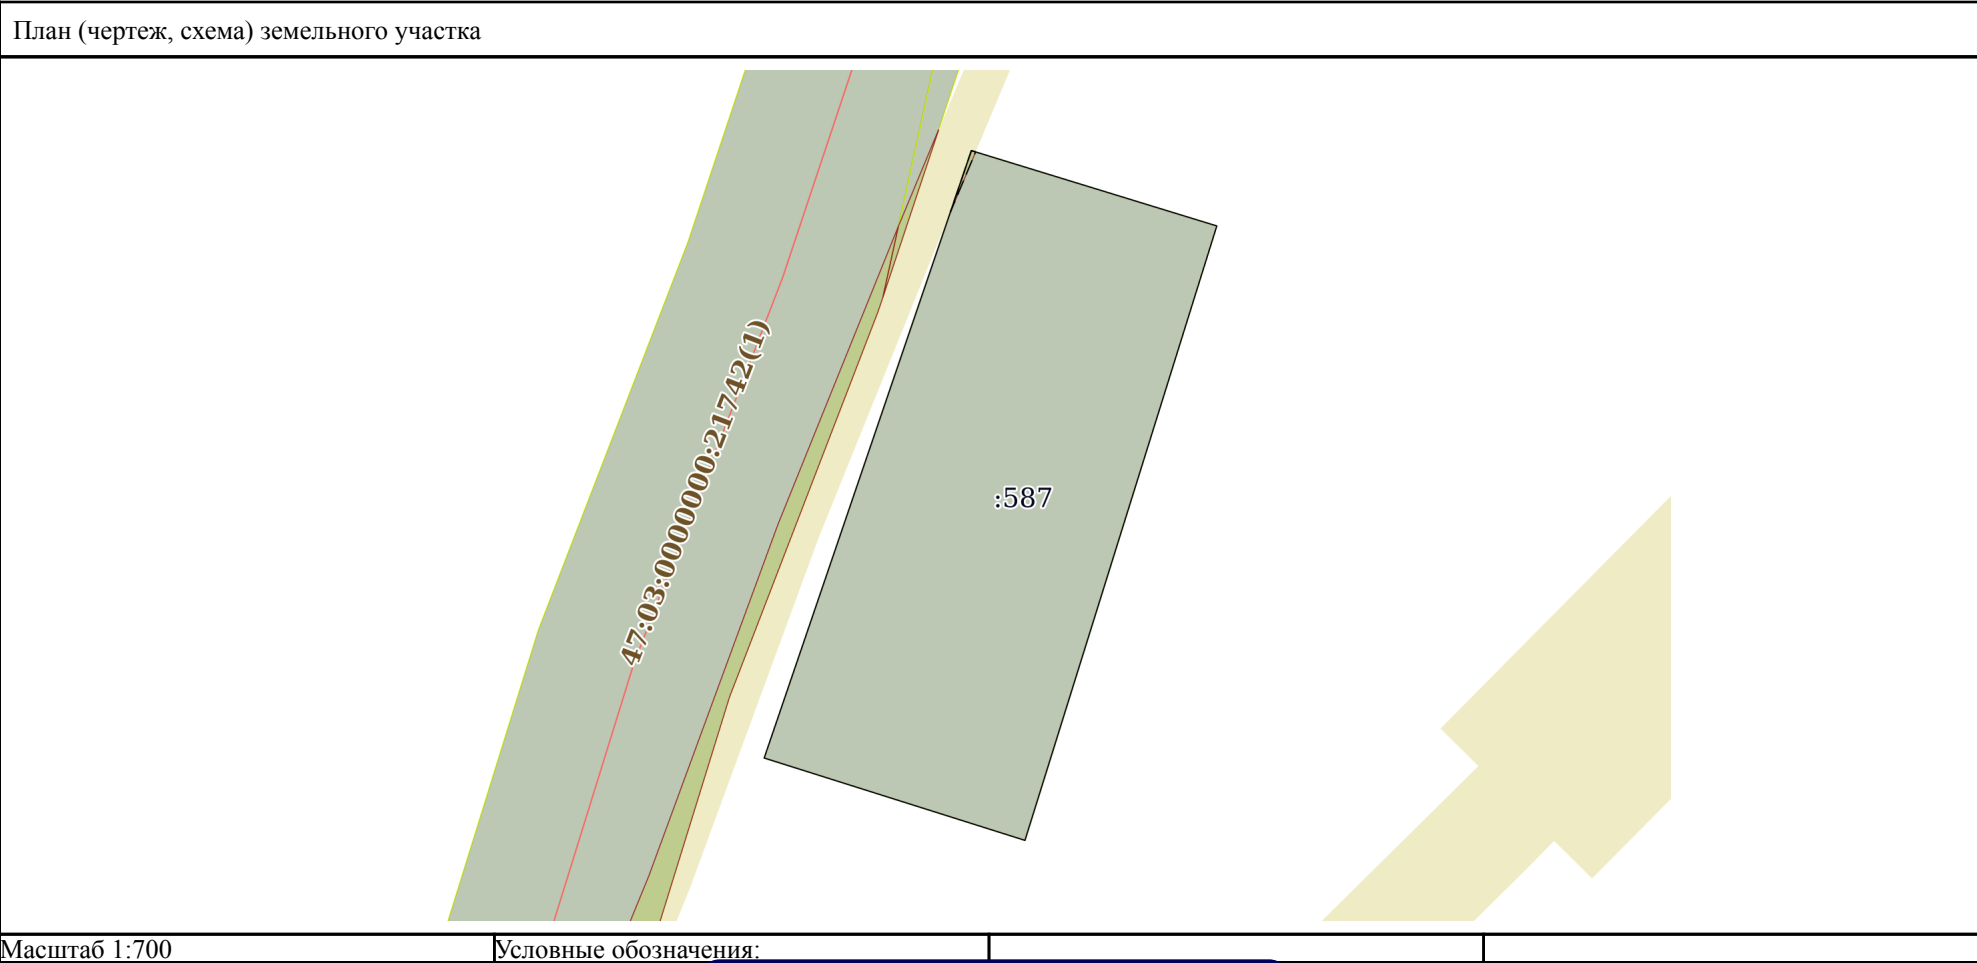 План (чертеж, схема) земельного участка
47:03:0000000:21742(1)
:587
Масштаб 1:700
Условные обозначения: